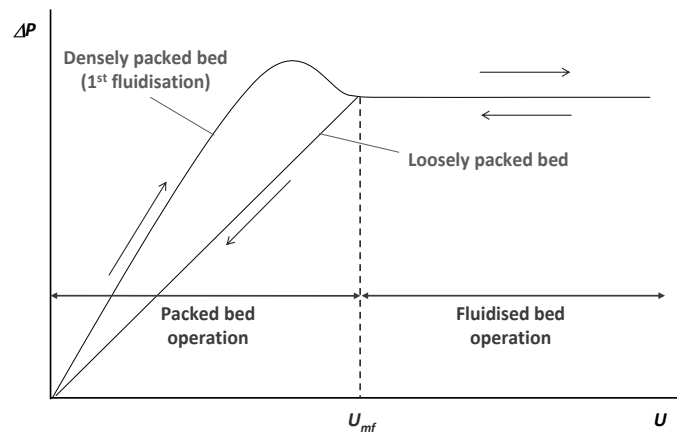 ΔP
Densely packed bed
(1st fluidisation)
Loosely packed bed
Packed bed
operation
Fluidised bed
operation
Umf
U